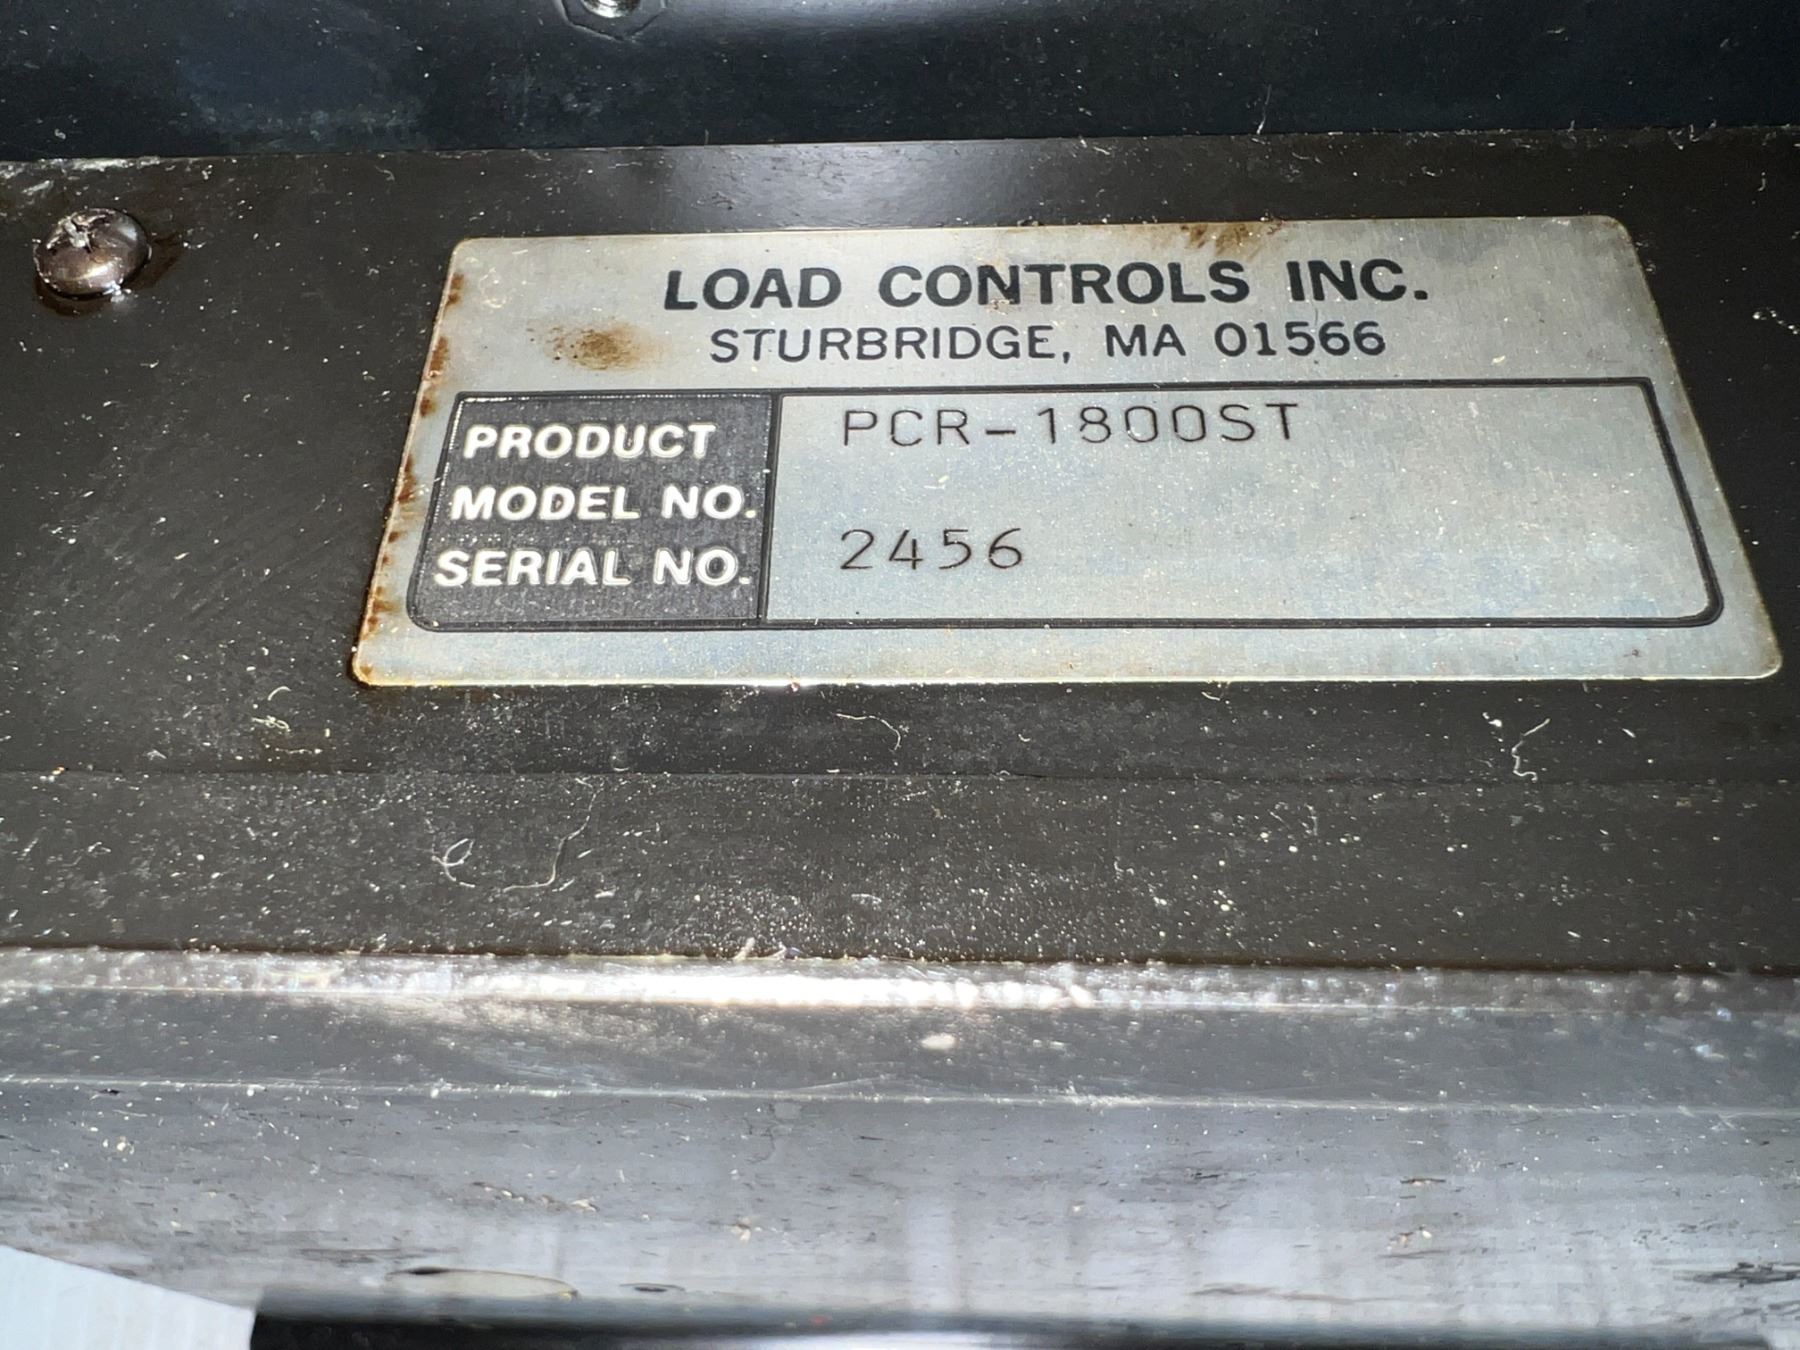 LOAD CONTROLS INC.
STURBRIDGE, MA 01566
PRODUCT PCR-1800ST
MODEL NO.
SERIAL NO. 2456